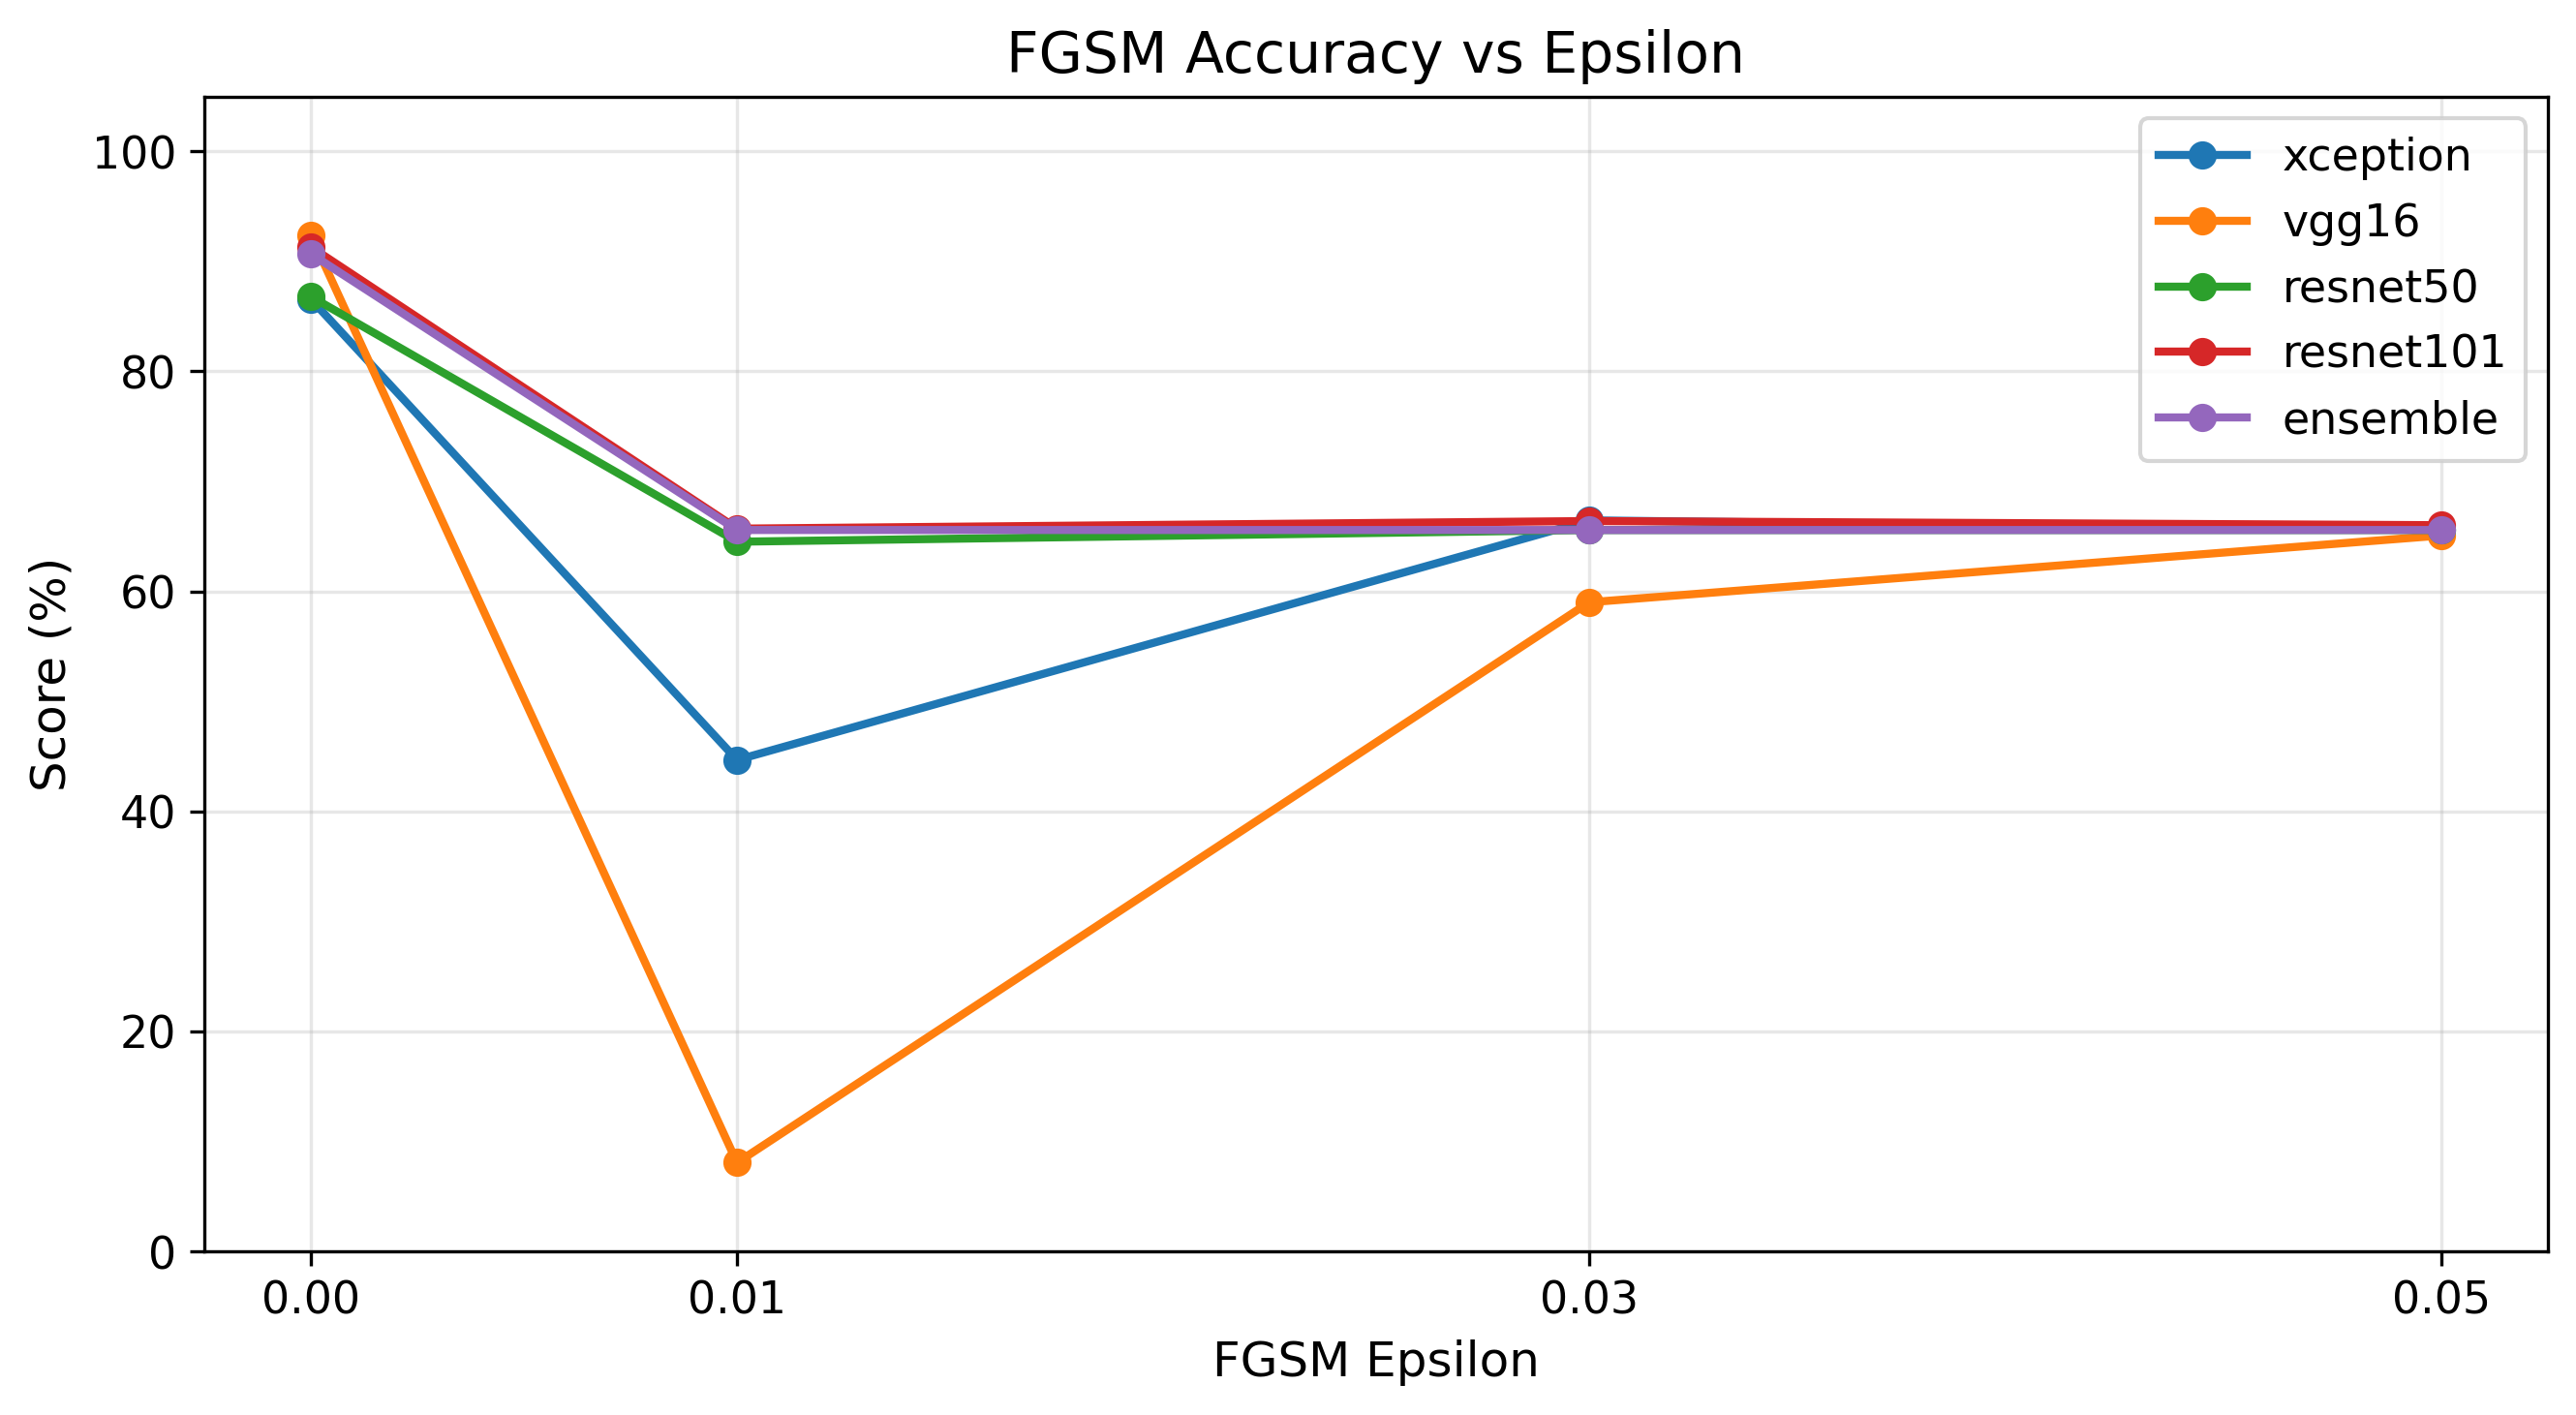 FGSM Accuracy vs Epsilon
100
80
60
40
20
0
Score (%)
xception
vgg16
resnet50
resnet101
ensemble
0.00
0.01
0.03
0.05
FGSM Epsilon